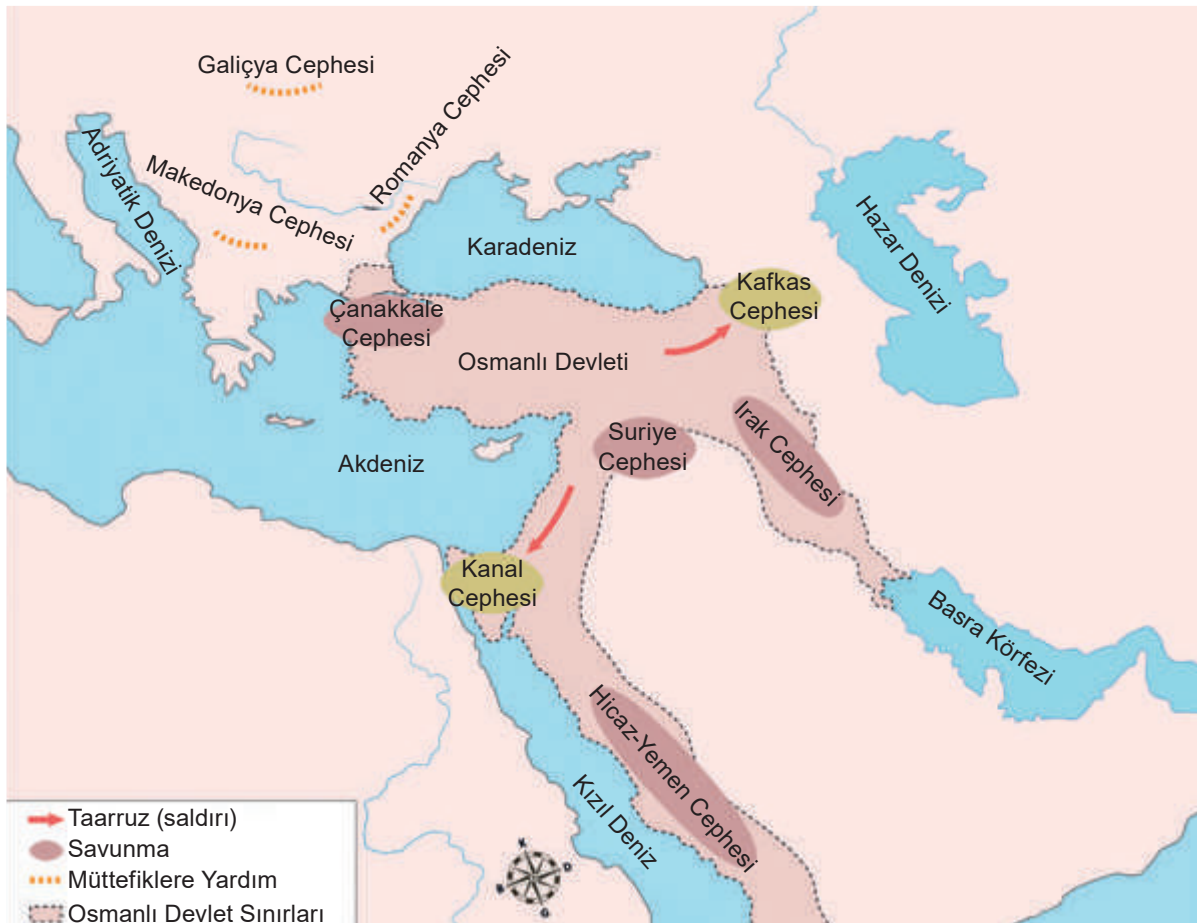 Galiçya Cephesi
Romanya Cephesi
Adriyatik Denizi
Makedonya Cephesi
Karadeniz
Hazar Denizi
Kafkas
Cephesi
Çanakkale
Cephesi
Osmanlı Devleti
Suriye
Cephesi
Irak Cephesi
Akdeniz
Kanal
Cephesi
Basra Körfezi
Hicaz-Yemen Cephesi
Kızıl Deniz
Taarruz (saldırı)
Savunma
Müttefiklere Yardım
Osmanlı Devlet Sınırları
K
D
G
B